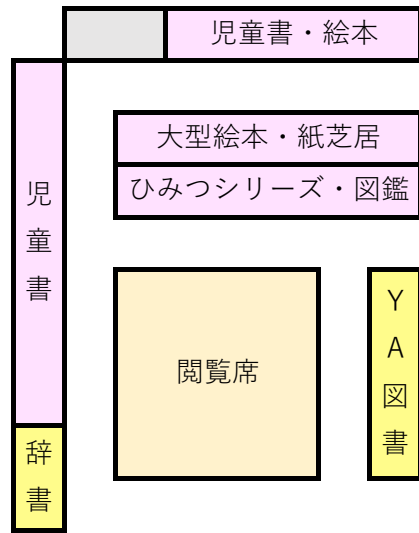 児童書・絵本
大型絵本・紙芝居
ひみつシリーズ・図鑑
児童書
閲覧席
YA図書
辞書